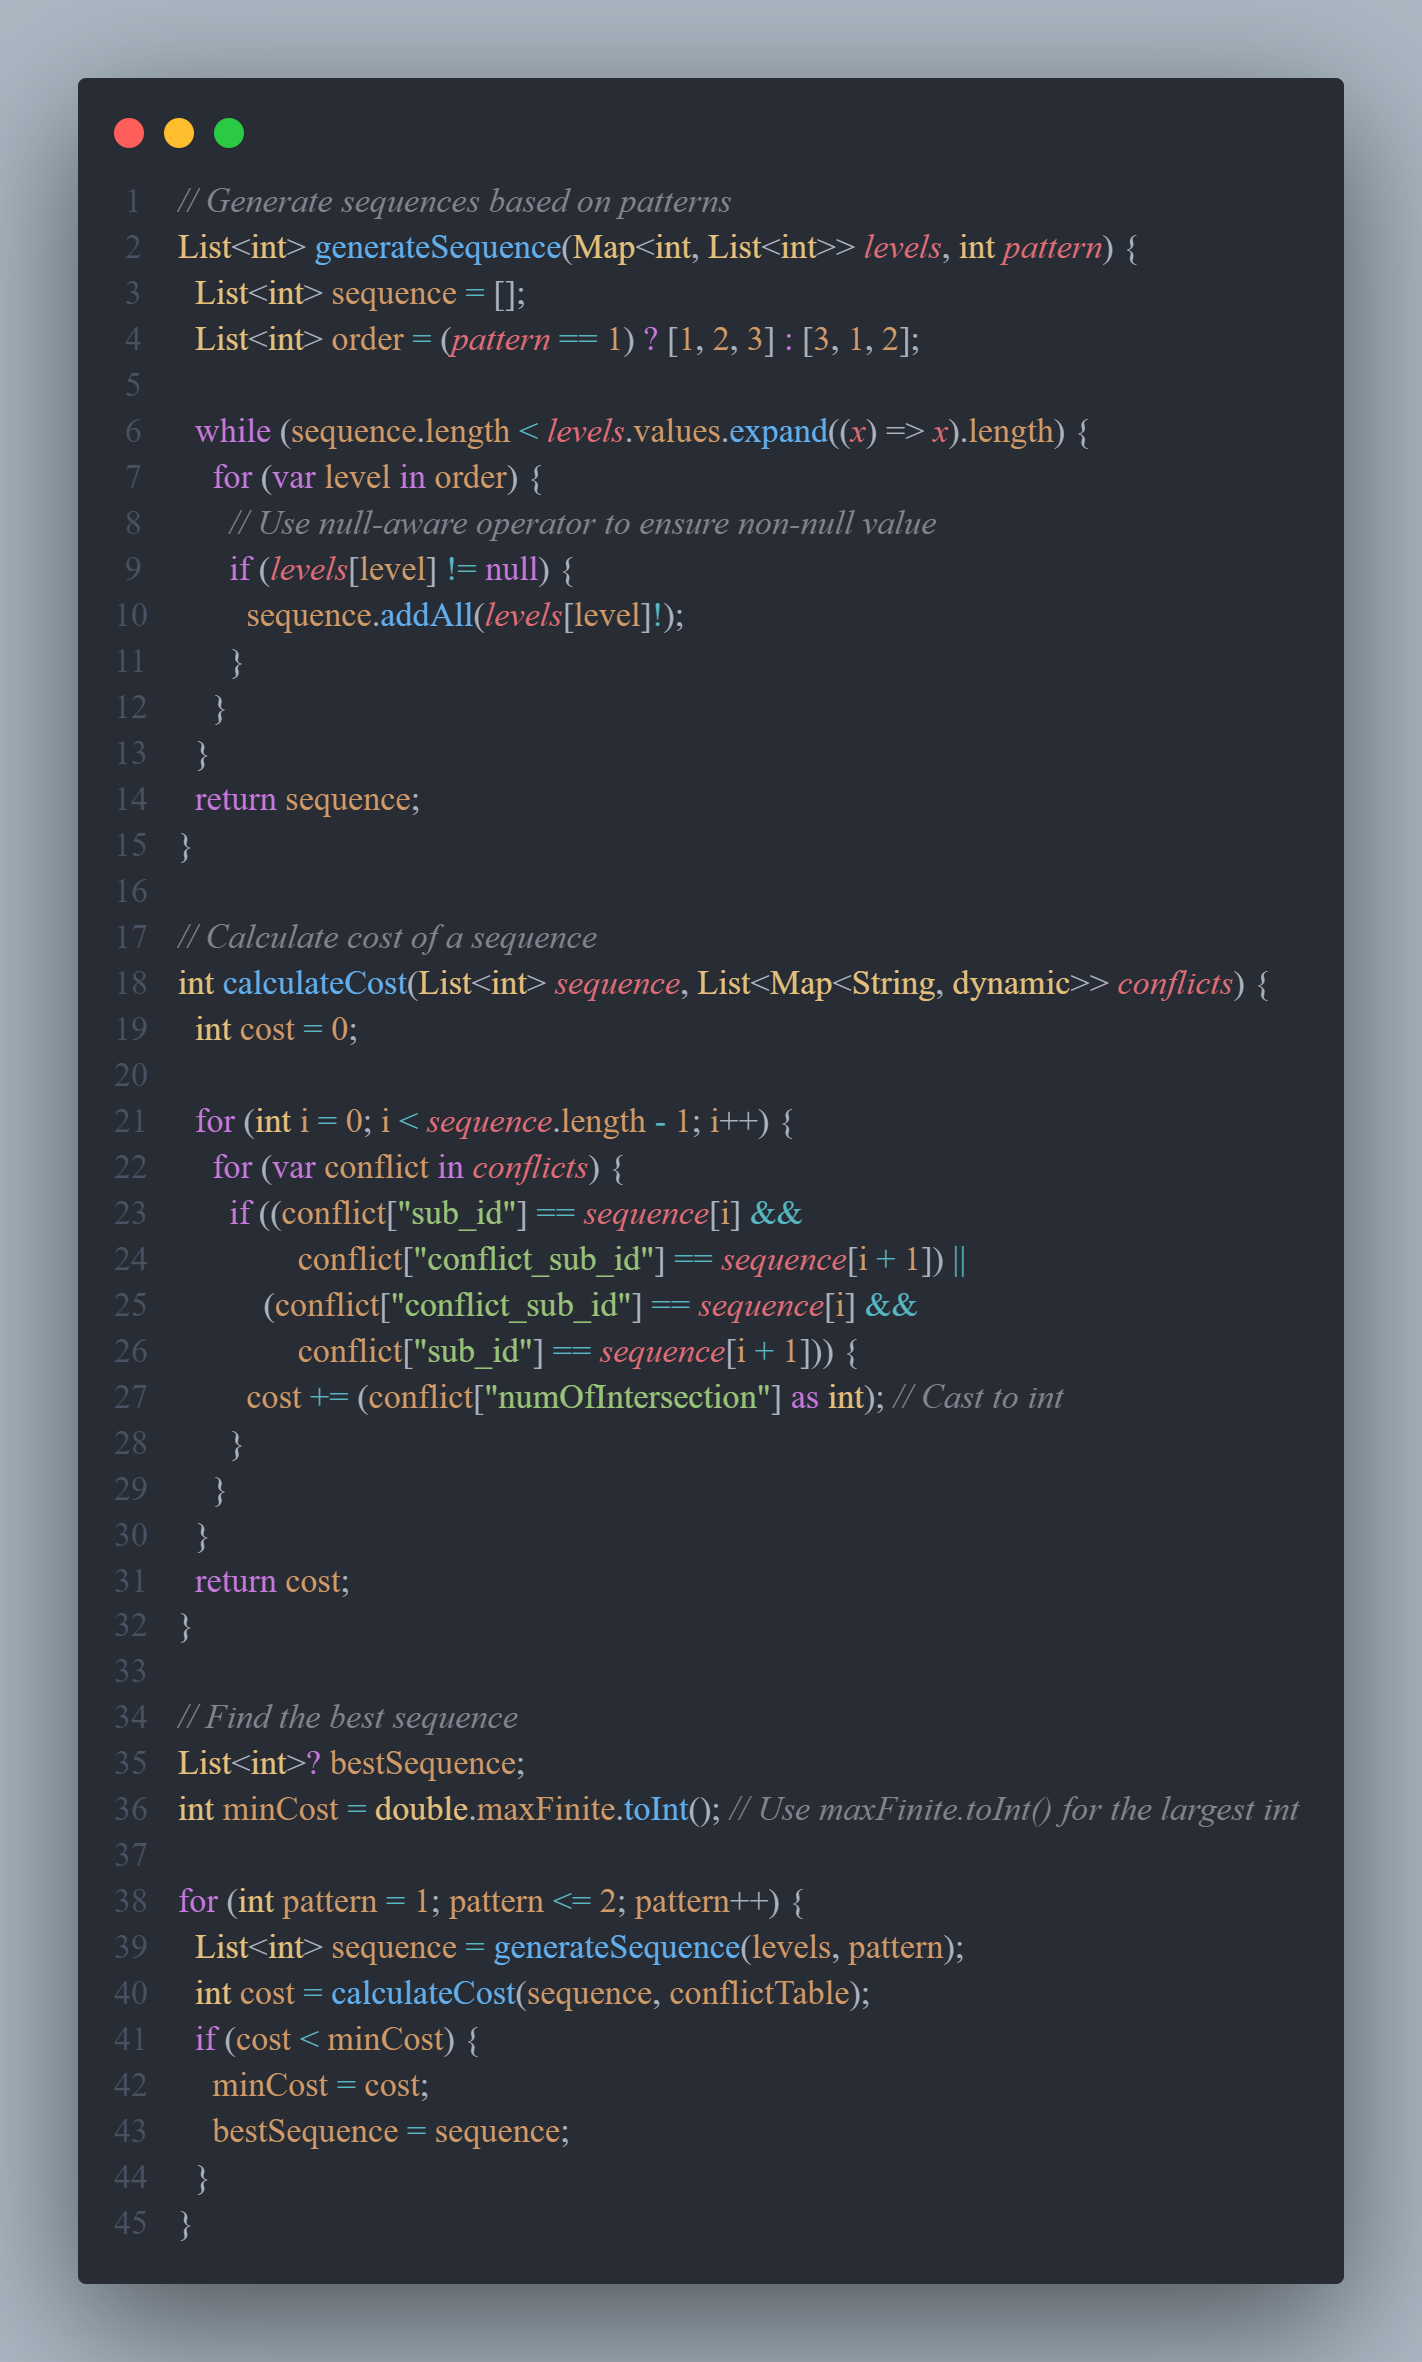 1 // Generate sequences based on patterns
2 List<int> generateSequence(Map<int, List<int>> levels, int pattern) {
3   List<int> sequence = [];
4   List<int> order = (pattern == 1) ? [1, 2, 3] : [3, 1, 2];
5
6   while (sequence.length < levels.values.expand((x) => x).length) {
7     for (var level in order) {
8       // Use null-aware operator to ensure non-null value
9       if (levels[level] != null) {
10         sequence.addAll(levels[level]!);
11       }
12     }
13   }
14   return sequence;
15 }
16
17 // Calculate cost of a sequence
18 int calculateCost(List<int> sequence, List<Map<String, dynamic>> conflicts) {
19   int cost = 0;
20
21   for (int i = 0; i < sequence.length - 1; i++) {
22     for (var conflict in conflicts) {
23       if ((conflict["sub_id"] == sequence[i] &&
24               conflict["conflict_sub_id"] == sequence[i + 1]) ||
25           (conflict["conflict_sub_id"] == sequence[i] &&
26               conflict["sub_id"] == sequence[i + 1])) {
27         cost += (conflict["numOfIntersection"] as int); // Cast to int
28       }
29     }
30   }
31   return cost;
32 }
33
34 // Find the best sequence
35 List<int>? bestSequence;
36 int minCost = double.maxFinite.toInt(); // Use maxFinite.toInt() for the largest int
37
38 for (int pattern = 1; pattern <= 2; pattern++) {
39   List<int> sequence = generateSequence(levels, pattern);
40   int cost = calculateCost(sequence, conflictTable);
41   if (cost < minCost) {
42     minCost = cost;
43     bestSequence = sequence;
44   }
45 }